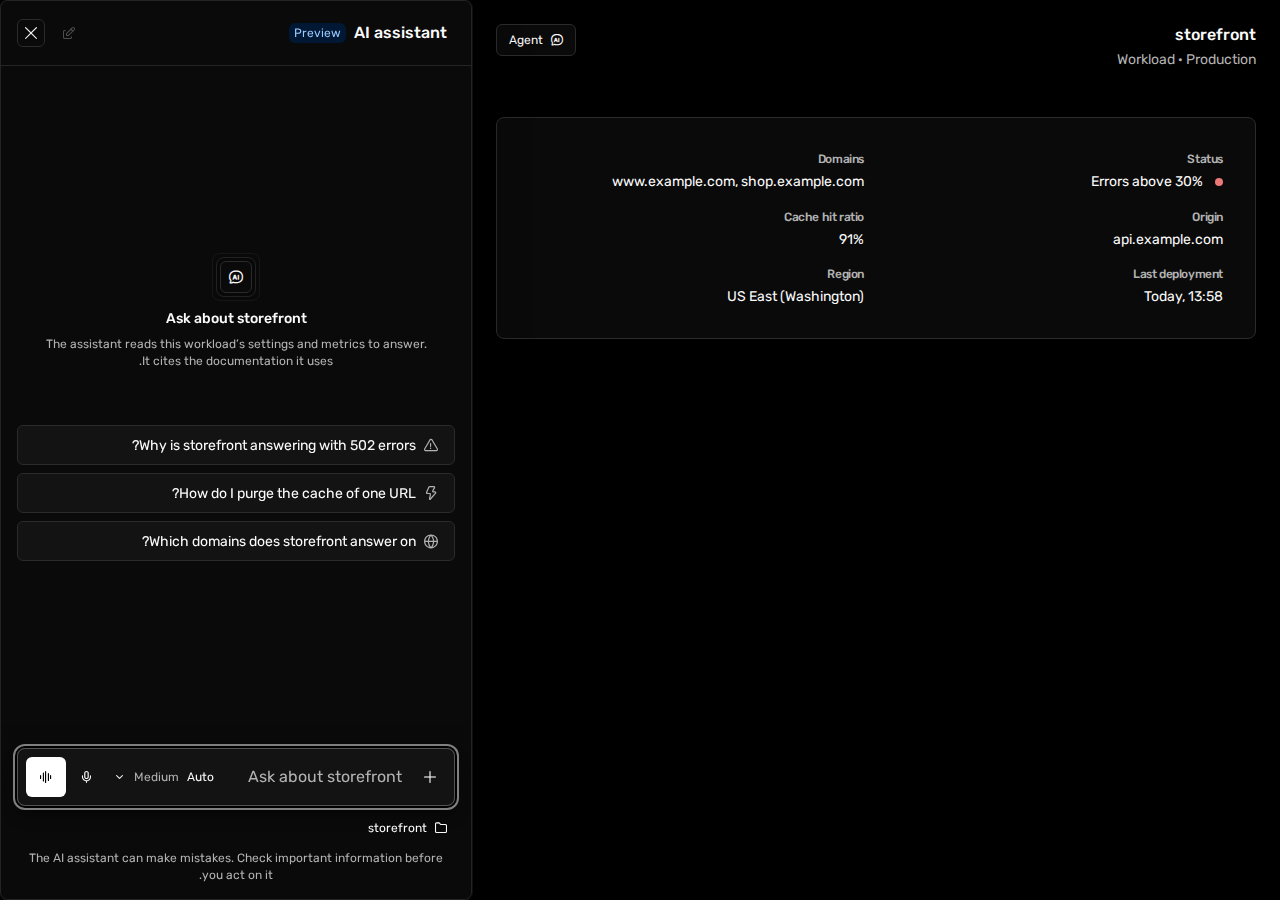 storefront
Workload • Production
Agent
Status
Errors above 30%
Domains
www.example.com, shop.example.com
Origin
api.example.com
Cache hit ratio
91%
Last deployment
Today, 13:58
Region
US East (Washington)
AI assistant
Preview
AI
Ask about storefront
The assistant reads this workload's settings and metrics to answer.
It cites the documentation it uses.
Why is storefront answering with 502 errors?
How do I purge the cache of one URL?
Which domains does storefront answer on?
Ask about storefront
Auto Medium
storefront
The AI assistant can make mistakes. Check important information before
you act on it.